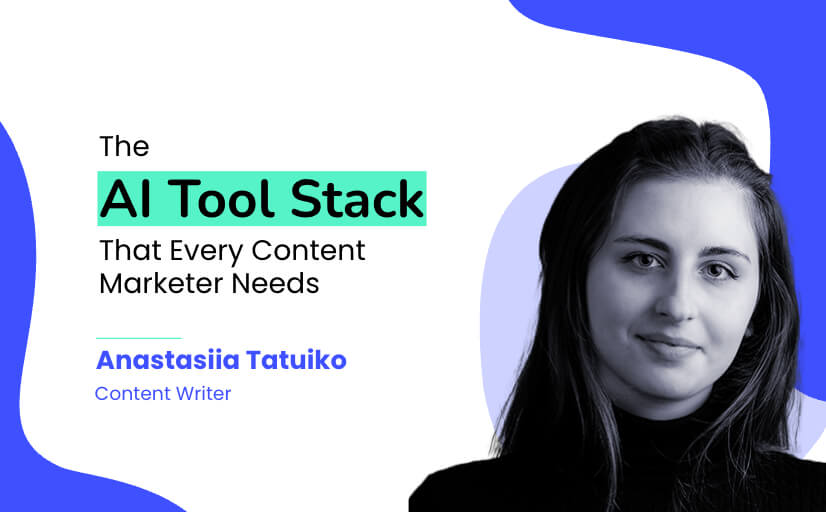 The
AI Tool Stack
That Every Content
Marketer Needs
Anastasiia Tatuiko
Content Writer